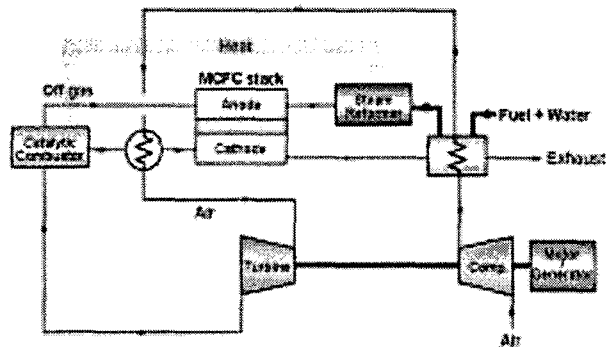 Heat
MCFC stack
Off gas
Anode
Steam
Reformer
Fuel + Water
Catalytic
Combustor
Cathode
Exhaust
Air
Turbine
Comp.
Motor
Generator
Air